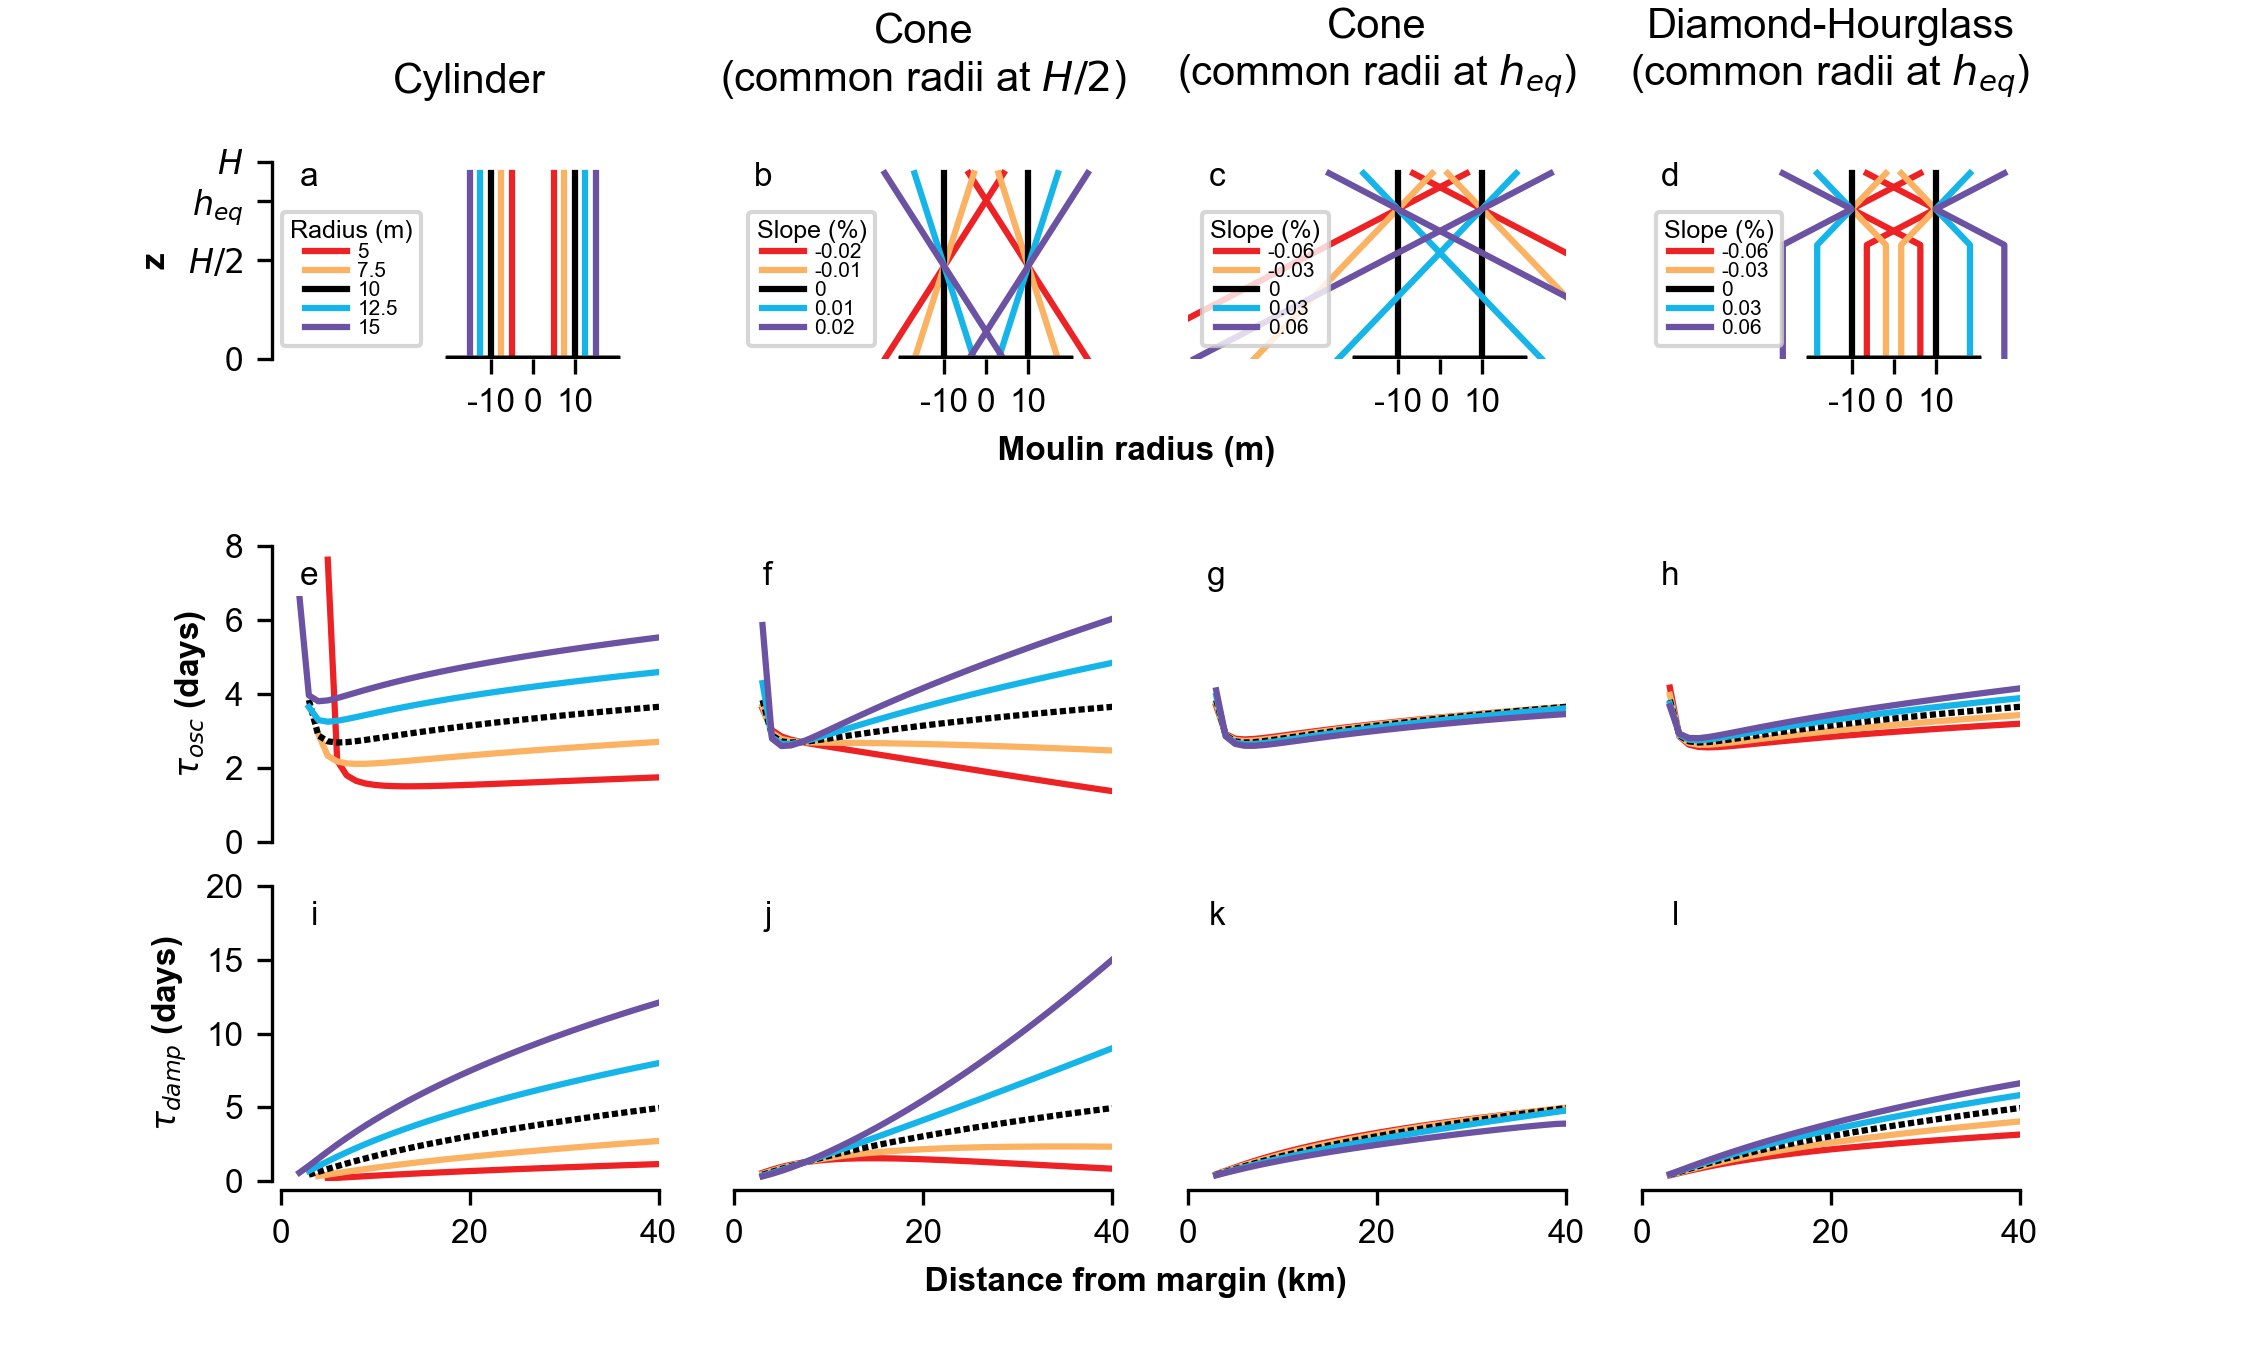 Cylinder
Cone
(common radii at H/2)
Cone
(common radii at h_eq)
Diamond-Hourglass
(common radii at h_eq)
z
H
h_eq
H/2
0
a
Radius (m)
5
7.5
10
12.5
15
-10 0 10
b
Slope (%)
-0.02
-0.01
0
0.01
0.02
-10 0 10
c
Slope (%)
-0.06
-0.03
0
0.03
0.06
-10 0 10
d
Slope (%)
-0.06
-0.03
0
0.03
0.06
-10 0 10
Moulin radius (m)
τ_osc (days)
8
6
4
2
0
e
f
g
h
τ_damp (days)
20
15
10
5
0
i
j
k
l
0 20 40
0 20 40
0 20 40
0 20 40
Distance from margin (km)